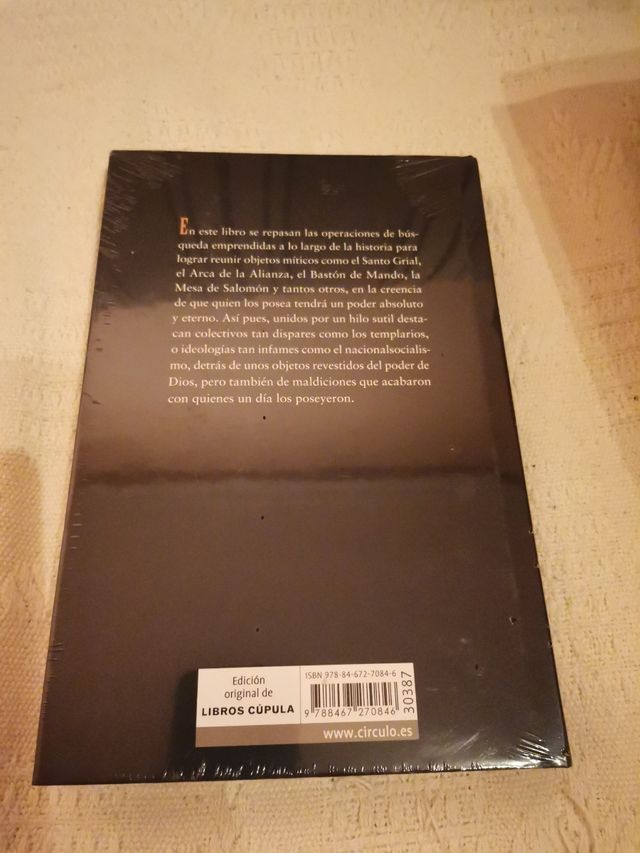 En este libro se repasan las operaciones de bús-
queda emprendidas a lo largo de la historia para
lograr reunir objetos míticos como el Santo Grial,
el Arca de la Alianza, el Bastón de Mando, la
Mesa de Salomón y tantos otros, en la creencia
de que quien los posea tendrá un poder absoluto
y eterno. Así pues, unidos por un hilo sutil desta-
can colectivos tan dispares como los templarios,
o ideologías tan infames como el nacionalsocialis-
mo, detrás de unos objetos revestidos del poder de
Dios, pero también de maldiciones que acabaron
con quienes un día los poseyeron.
Edición
original de
LIBROS CÚPULA
ISBN 978-84-672-7084-6
9 788467 270846
30387
www.circulo.es